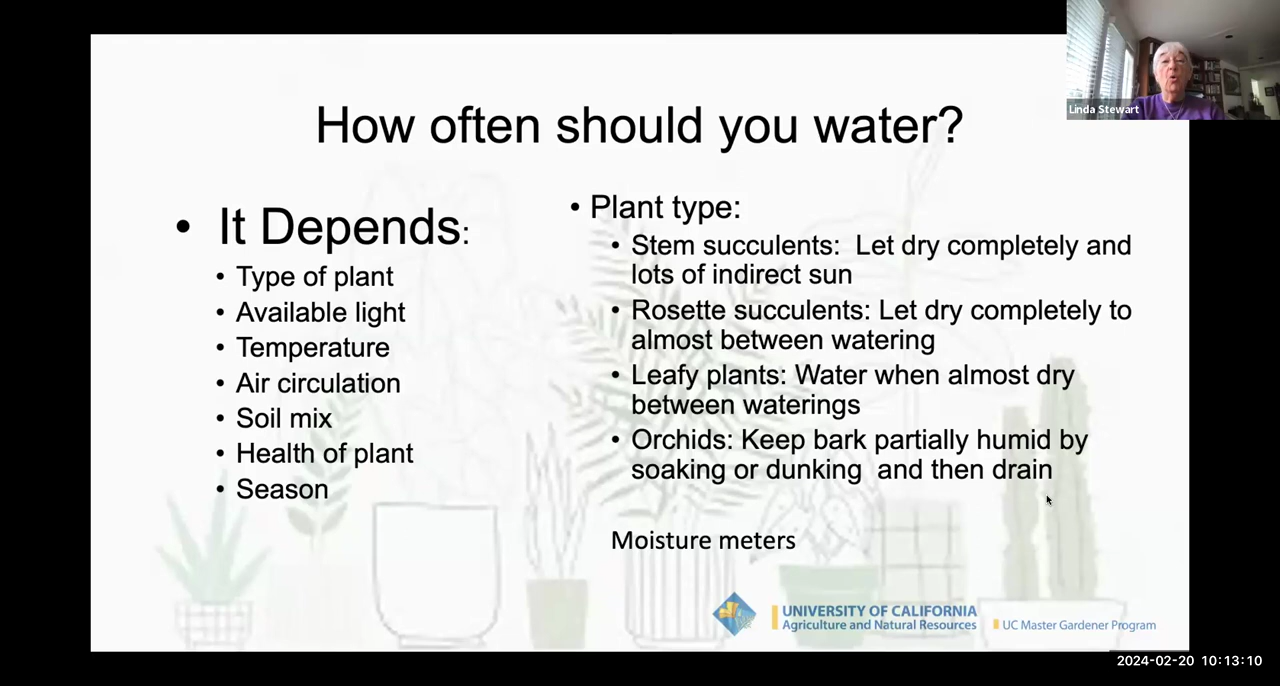 Linda Stewart
How often should you water?
• It Depends:
• Type of plant
• Available light
• Temperature
• Air circulation
• Soil mix
• Health of plant
• Season
• Plant type:
• Stem succulents:  Let dry completely and
lots of indirect sun
• Rosette succulents: Let dry completely to
almost between watering
• Leafy plants: Water when almost dry
between waterings
• Orchids: Keep bark partially humid by
soaking or dunking  and then drain
Moisture meters
UNIVERSITY OF CALIFORNIA
Agriculture and Natural Resources
UC Master Gardener Program
2024-02-20 10:13:10